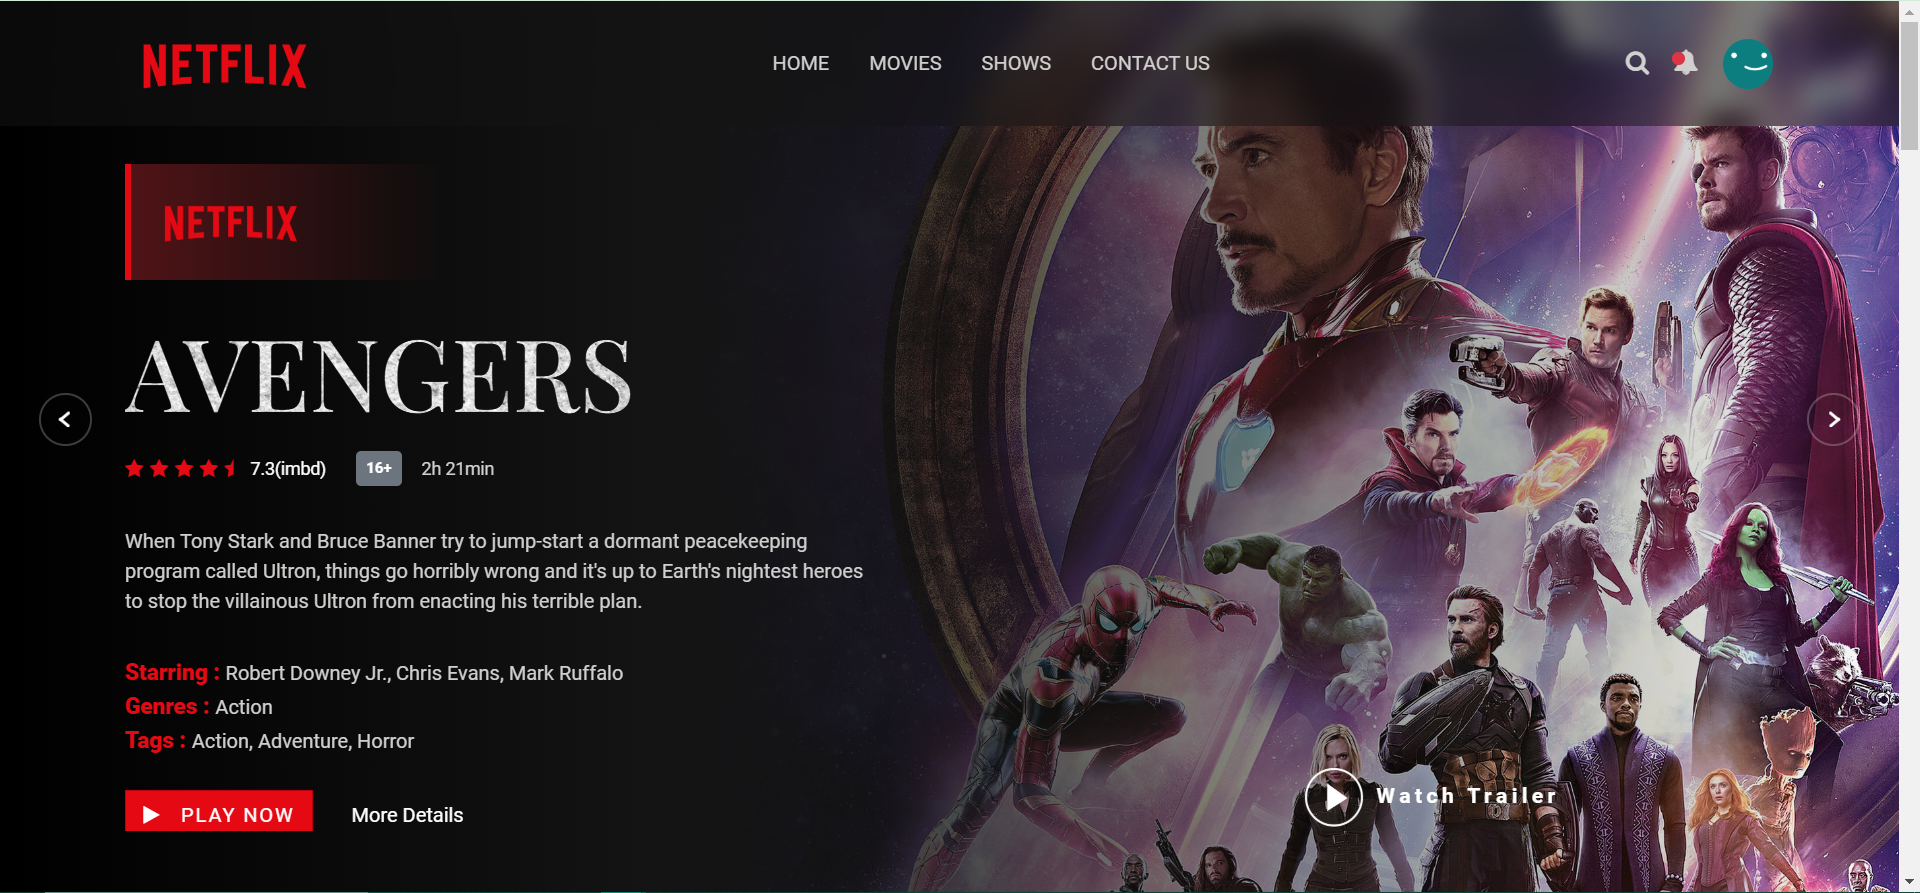 NETFLIX
HOME MOVIES SHOWS CONTACT US
NETFLIX
AVENGERS
7.3(imbd) 16+ 2h 21min
When Tony Stark and Bruce Banner try to jump-start a dormant peacekeeping
program called Ultron, things go horribly wrong and it's up to Earth's nightest heroes
to stop the villainous Ultron from enacting his terrible plan.
Starring : Robert Downey Jr., Chris Evans, Mark Ruffalo
Genres : Action
Tags : Action, Adventure, Horror
PLAY NOW More Details
Watch Trailer